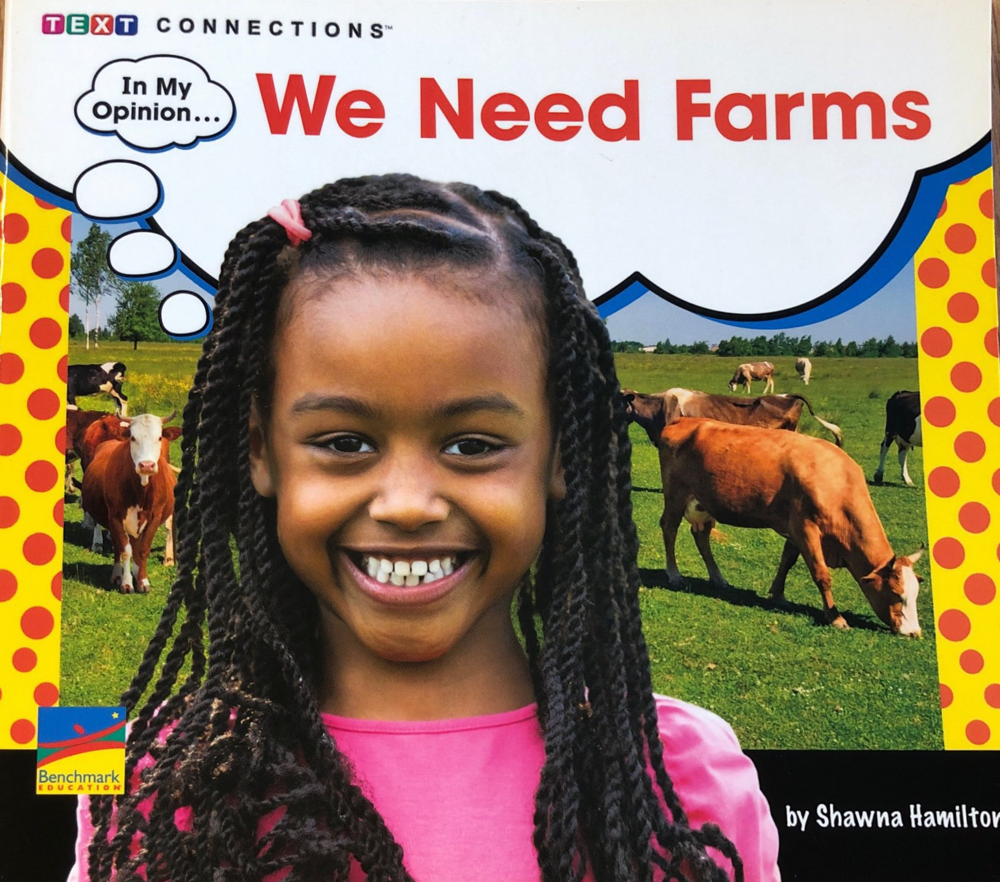 TEXT CONNECTIONS™
In My
Opinion...
We Need Farms
Benchmark
EDUCATION
by Shawna Hamilton